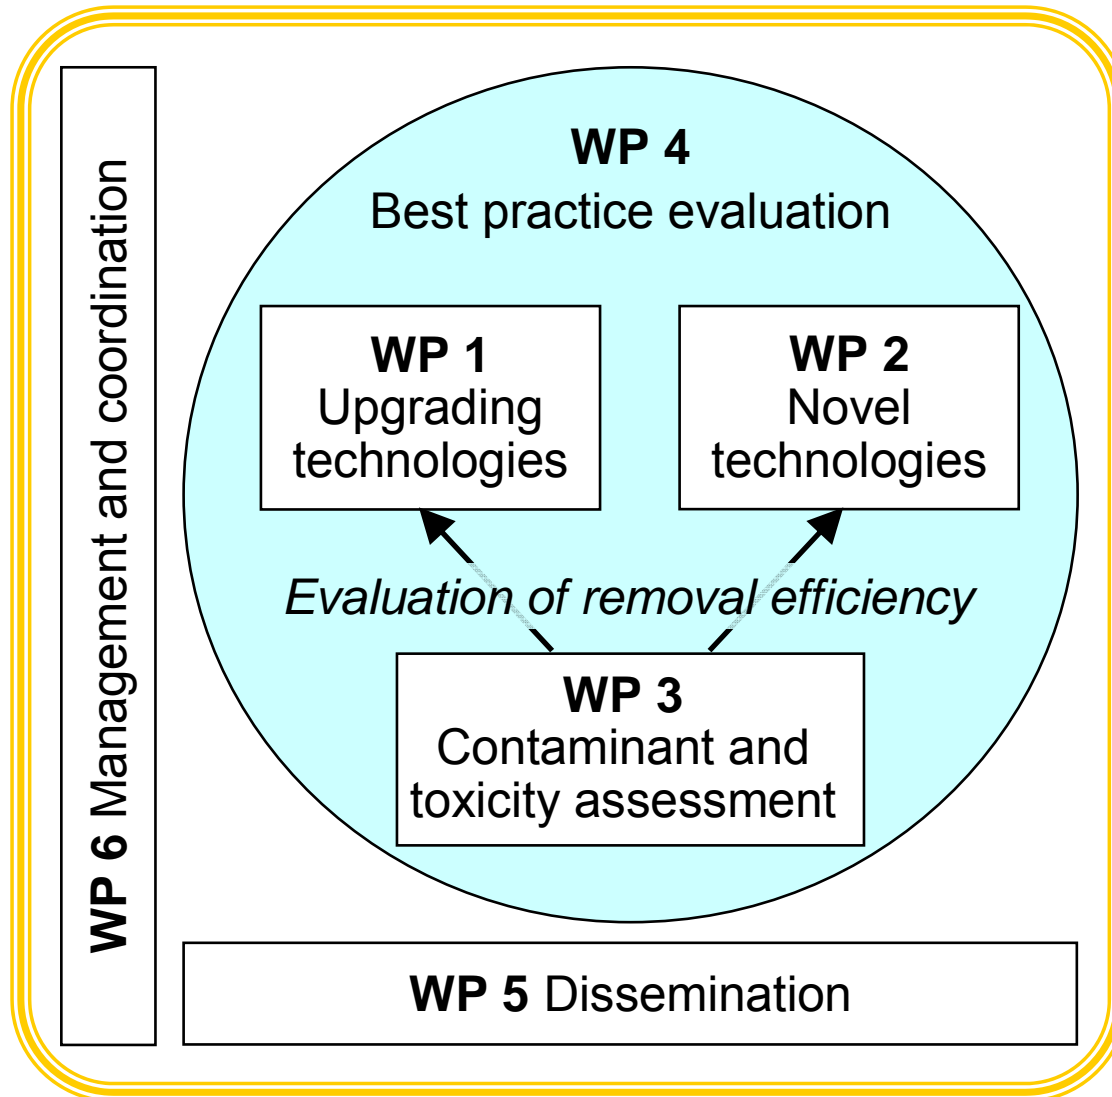 WP 6 Management and coordination
WP 4
Best practice evaluation
WP 1
Upgrading
technologies
WP 2
Novel
technologies
Evaluation of removal efficiency
WP 3
Contaminant and
toxicity assessment
WP 5 Dissemination